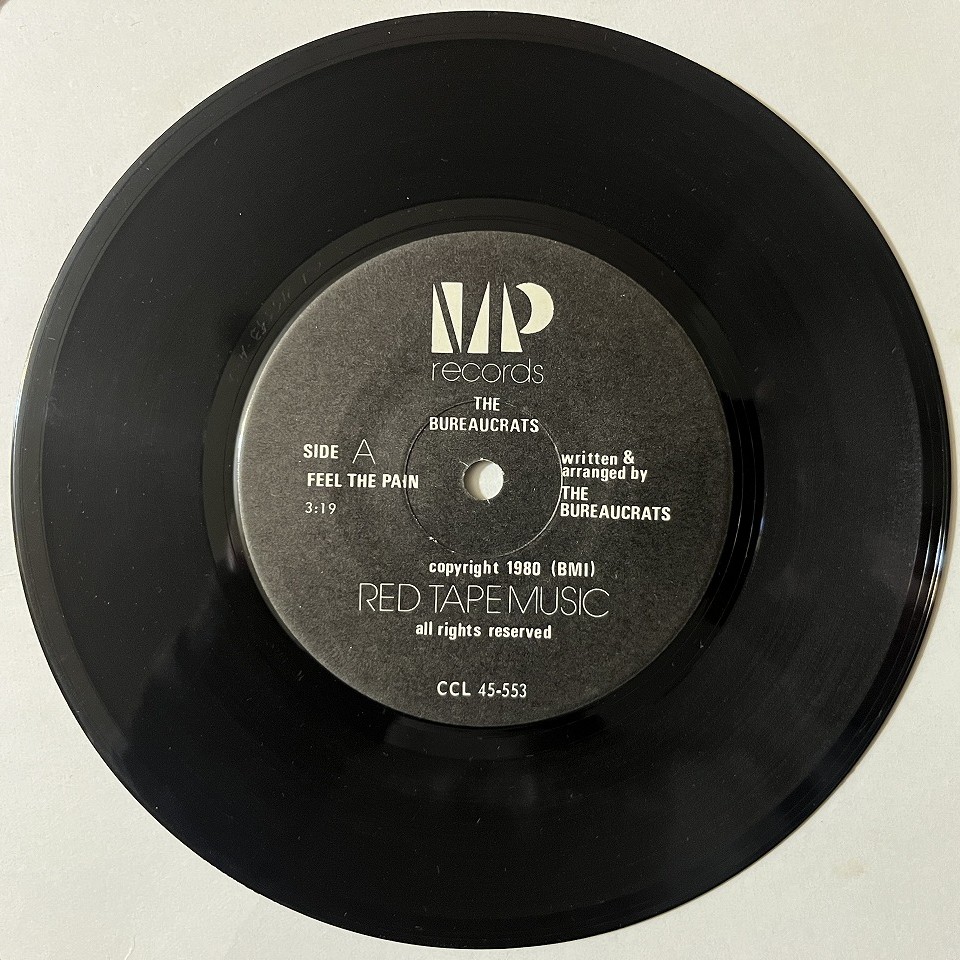 MP
records
THE
BUREAUCRATS
SIDE A
FEEL THE PAIN
3:19
written &
arranged by
THE
BUREAUCRATS
copyright 1980 (BMI)
RED TAPE MUSIC
all rights reserved
CCL 45-553